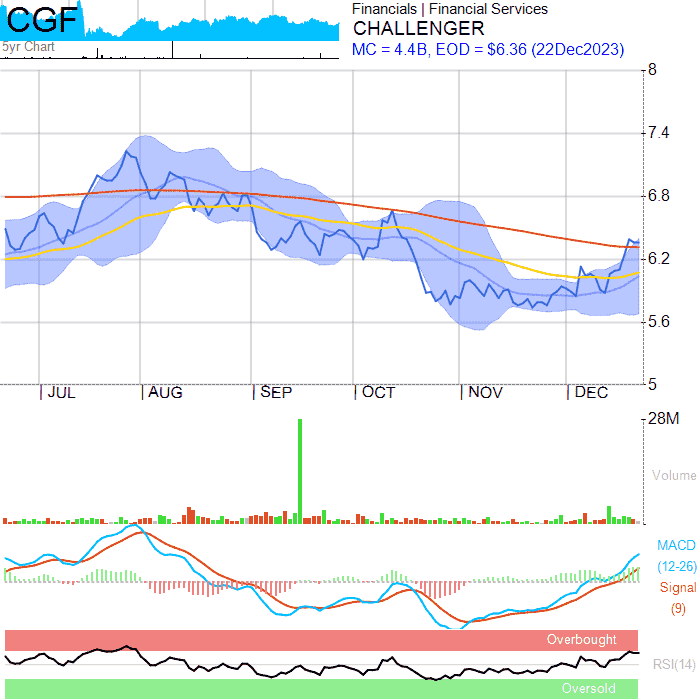 CGF
5yr Chart
Financials | Financial Services
CHALLENGER
MC = 4.4B, EOD = $6.36 (22Dec2023)
8
7.4
6.8
6.2
5.6
5
JUL AUG SEP OCT NOV DEC
28M
Volume
MACD
(12-26)
Signal
(9)
Overbought
RSI(14)
Oversold